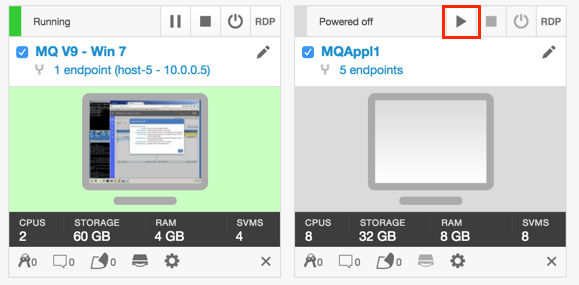 Running
RDP
MQ V9 - Win 7
1 endpoint (host-5 - 10.0.0.5)
CPUS STORAGE RAM SVMS
2 60 GB 4 GB 4
0 0 0
Powered off
RDP
MQAppl1
5 endpoints
CPUS STORAGE RAM SVMS
8 32 GB 8 GB 8
0 0 0